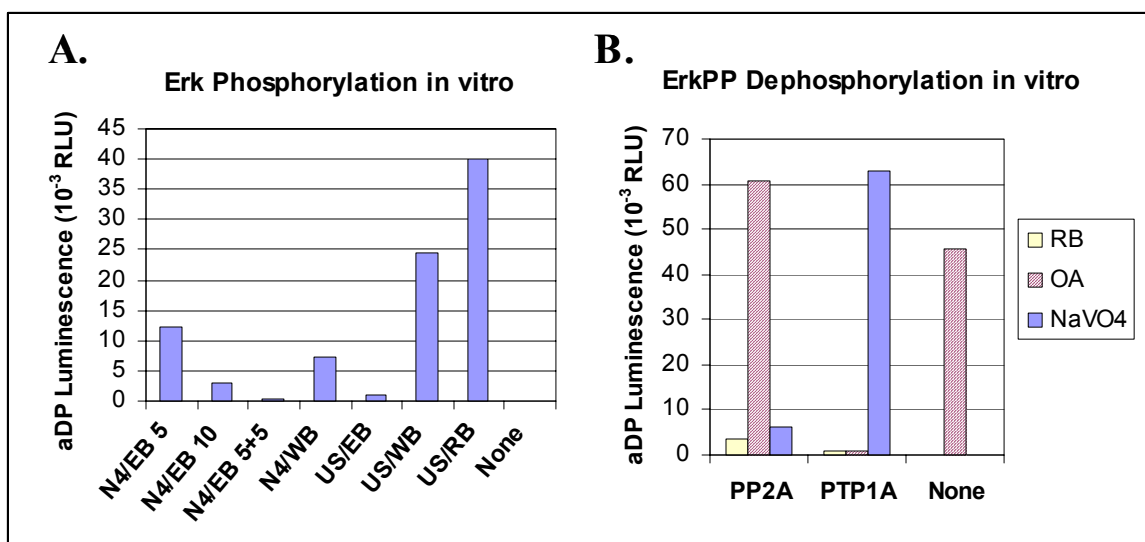 A.
Erk Phosphorylation in vitro
aDP Luminescence (10-3 RLU)
45
40
35
30
25
20
15
10
5
0
N4/EB 5
N4/EB 10
N4/EB 5+5
N4/WB
US/EB
US/WB
US/RB
None
B.
ErkPP Dephosphorylation in vitro
aDP Luminescence (10-3 RLU)
70
60
50
40
30
20
10
0
PP2A
PTP1A
None
RB
OA
NaVO4